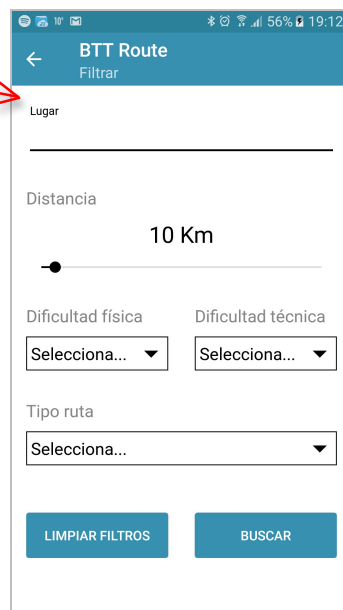 10° 56% 19:12
BTT Route
Filtrar
Lugar
Distancia
10 Km
Dificultad física Dificultad técnica
Selecciona... Selecciona...
Tipo ruta
Selecciona...
LIMPIAR FILTROS BUSCAR